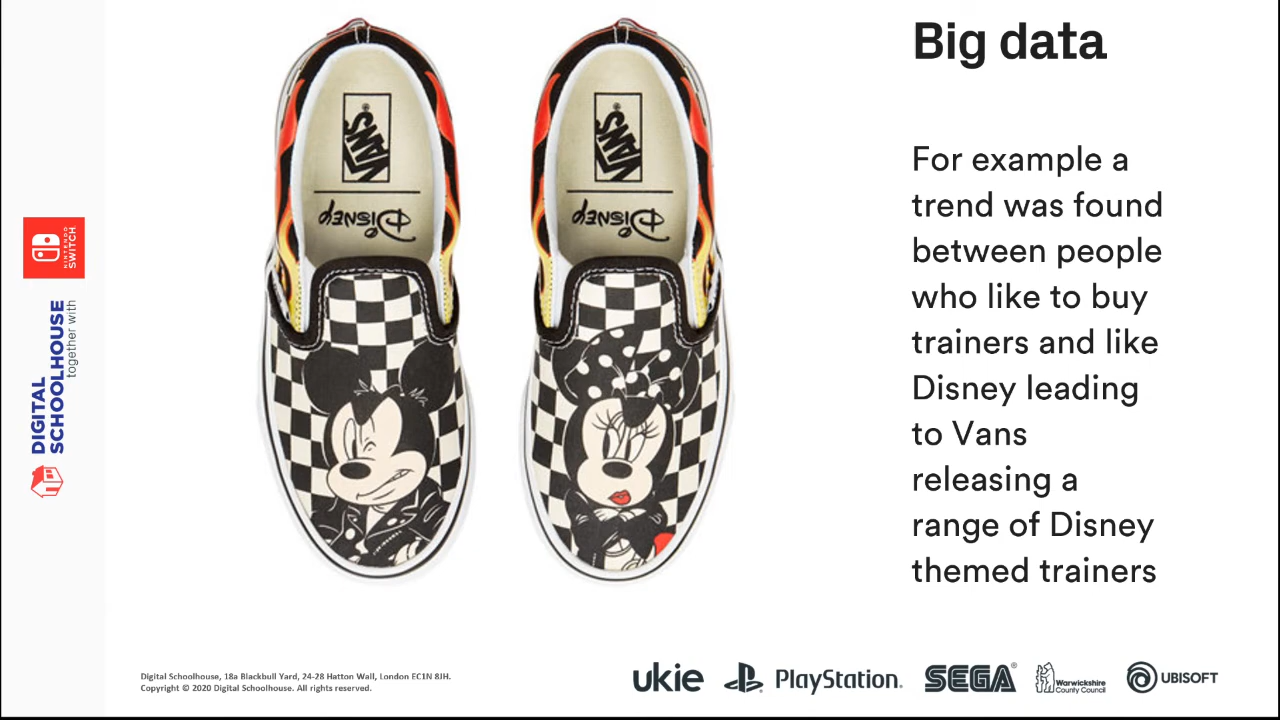 Big data
For example a
trend was found
between people
who like to buy
trainers and like
Disney leading
to Vans
releasing a
range of Disney
themed trainers
VANS
Disney
VANS
Disney
NINTENDO
SWITCH
DIGITAL
SCHOOLHOUSE
together with
Digital Schoolhouse, 18a Blackbull Yard, 24-28 Hatton Wall, London EC1N 8JH.
Copyright © 2020 Digital Schoolhouse. All rights reserved.
ukie
PlayStation.
SEGA®
Warwickshire
County Council
UBISOFT